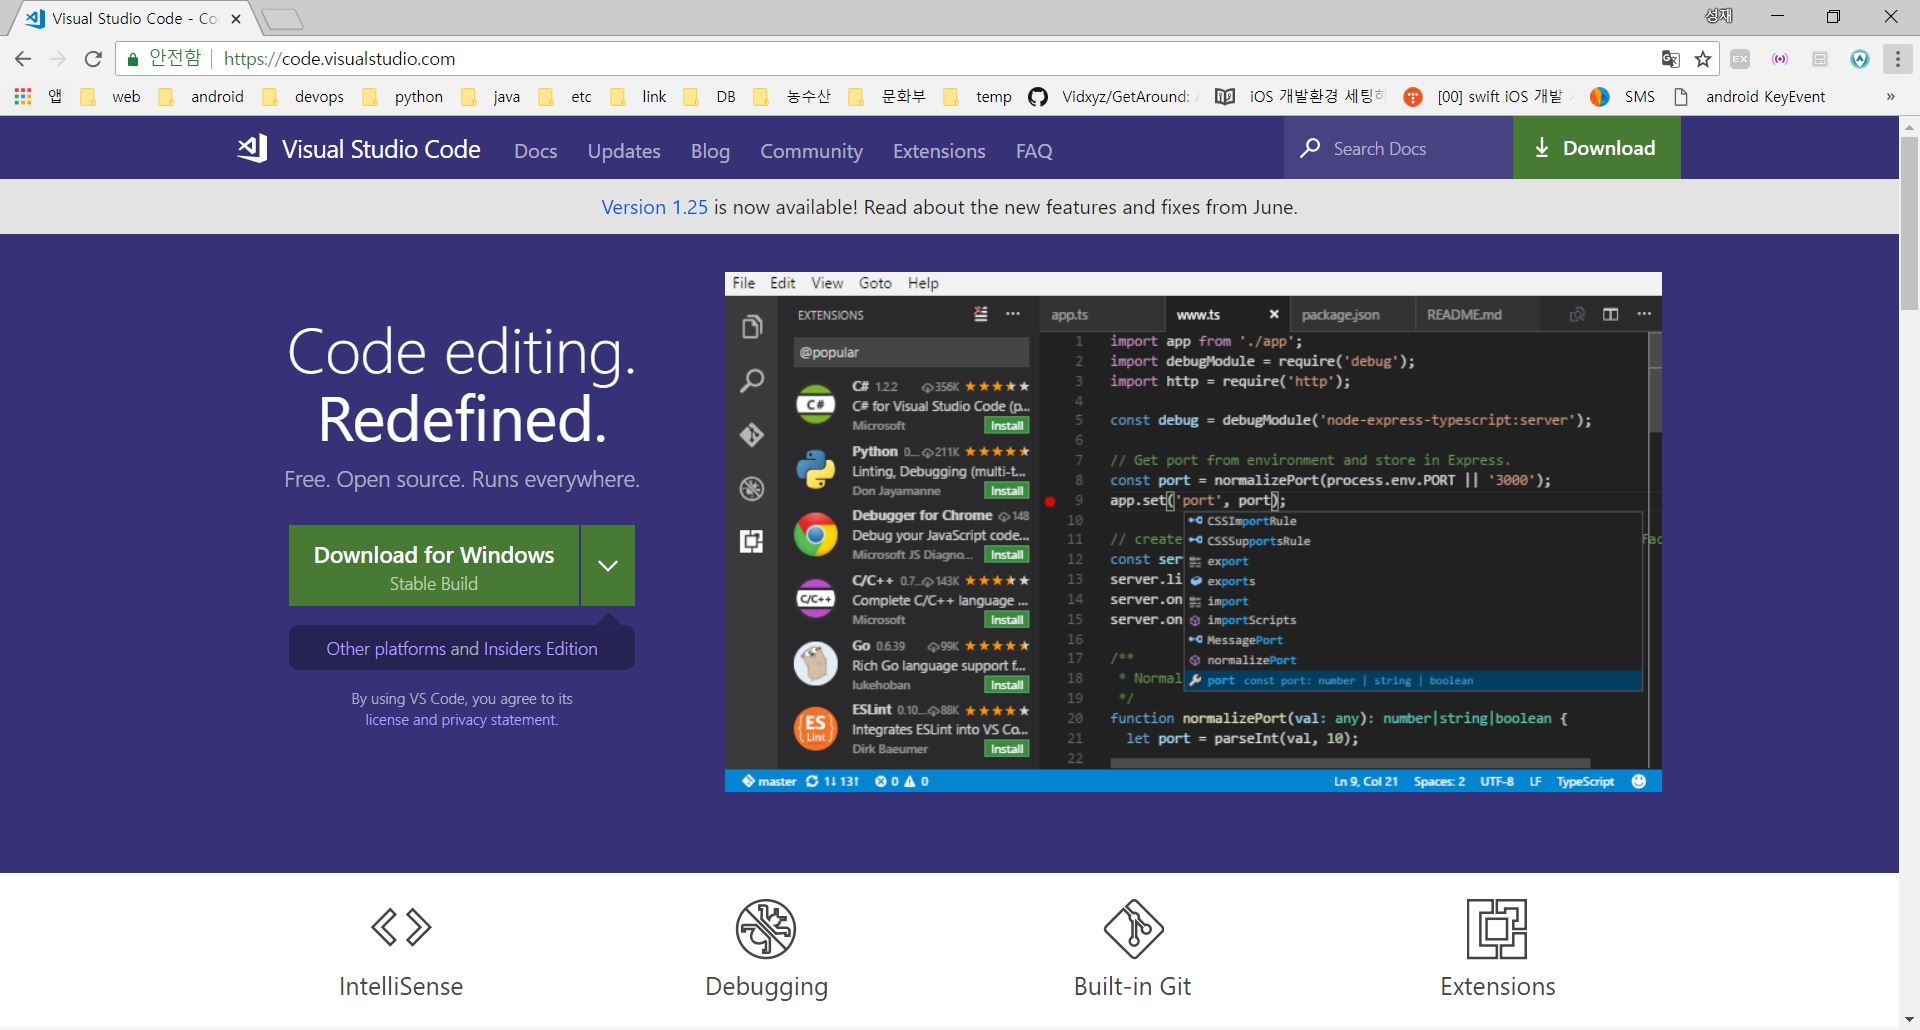 Visual Studio Code - Co
성재
안전함 https://code.visualstudio.com
앱 web android devops python java etc link DB 농수산 문화부 temp Vidxyz/GetAround: iOS 개발환경 세팅하 [00] swift iOS 개발 SMS android KeyEvent »
Visual Studio Code Docs Updates Blog Community Extensions FAQ Search Docs Download
Version 1.25 is now available! Read about the new features and fixes from June.
Code editing.
Redefined.
Free. Open source. Runs everywhere.
Download for Windows
Stable Build
Other platforms and Insiders Edition
By using VS Code, you agree to its
license and privacy statement.
File Edit View Goto Help
EXTENSIONS
@popular
C# 1.2.2 356K
C# for Visual Studio Code (p...
Microsoft Install
Python 0.... 211K
Linting, Debugging (multi-t...
Don Jayamanne Install
Debugger for Chrome 148
Debug your JavaScript code...
Microsoft JS Diagno... Install
C/C++ 0.7... 143K
Complete C/C++ language ...
Microsoft Install
Go 0.6.39 99K
Rich Go language support f...
lukehoban Install
ESLint 0.10... 88K
Integrates ESLint into VS Co...
Dirk Baeumer Install
app.ts www.ts package.json README.md
1 import app from './app';
2 import debugModule = require('debug');
3 import http = require('http');
4
5 const debug = debugModule('node-express-typescript:server');
6
7 // Get port from environment and store in Express.
8 const port = normalizePort(process.env.PORT || '3000');
9 app.set('port', port);
10
11 // create fac
12 const ser
13 server.li
14 server.on
15 server.on
16
17 /**
18 * Normal
19 */
20 function normalizePort(val: any): number|string|boolean {
21 let port = parseInt(val, 10);
22
CSSImportRule
CSSSupportsRule
export
exports
import
importScripts
MessagePort
normalizePort
port const port: number | string | boolean
master 1↓ 13↑ 0 0 Ln 9, Col 21 Spaces: 2 UTF-8 LF TypeScript
C#
C/C++
ES
Lint
IntelliSense
Debugging
Built-in Git
Extensions